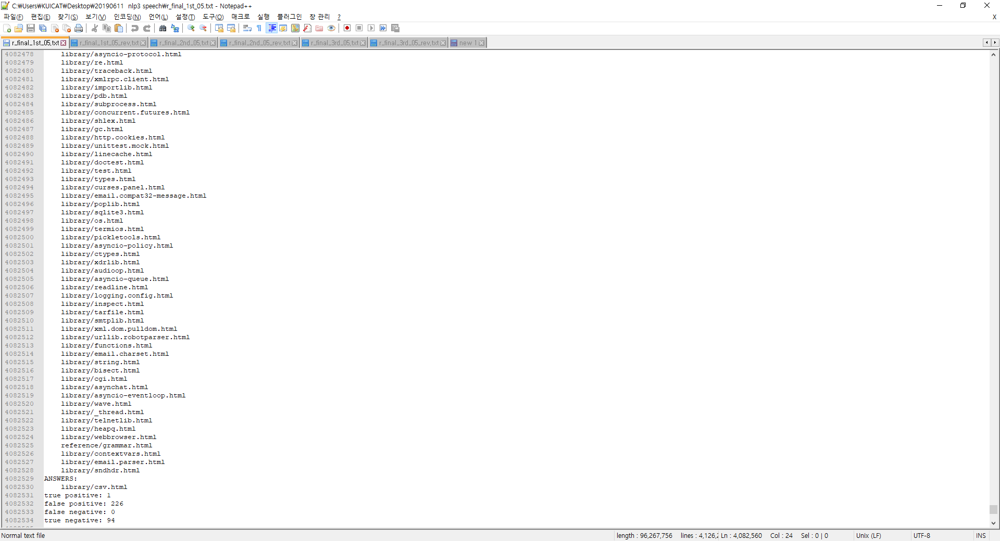 C:₩Users₩KUICAT₩Desktop₩20190611  nlp3 speech₩r_final_1st_05.txt - Notepad++
파일(F) 편집(E) 찾기(S) 보기(V) 인코딩(N) 언어(L) 설정(T) 도구(O) 매크로 실행 플러그인 창 관리 ? X
r_final_1st_05.txt r_final_1st_05_rev.txt r_final_2nd_05.txt r_final_2nd_05_rev.txt r_final_3rd_05.txt r_final_3rd_05_rev.txt new 1
4082478 library/asyncio-protocol.html
4082479 library/re.html
4082480 library/traceback.html
4082481 library/xmlrpc.client.html
4082482 library/importlib.html
4082483 library/pdb.html
4082484 library/subprocess.html
4082485 library/concurrent.futures.html
4082486 library/shlex.html
4082487 library/gc.html
4082488 library/http.cookies.html
4082489 library/unittest.mock.html
4082490 library/linecache.html
4082491 library/doctest.html
4082492 library/test.html
4082493 library/types.html
4082494 library/curses.panel.html
4082495 library/email.compat32-message.html
4082496 library/poplib.html
4082497 library/sqlite3.html
4082498 library/os.html
4082499 library/termios.html
4082500 library/pickletools.html
4082501 library/asyncio-policy.html
4082502 library/ctypes.html
4082503 library/xdrlib.html
4082504 library/audioop.html
4082505 library/asyncio-queue.html
4082506 library/readline.html
4082507 library/logging.config.html
4082508 library/inspect.html
4082509 library/tarfile.html
4082510 library/smtplib.html
4082511 library/xml.dom.pulldom.html
4082512 library/urllib.robotparser.html
4082513 library/functions.html
4082514 library/email.charset.html
4082515 library/string.html
4082516 library/bisect.html
4082517 library/cgi.html
4082518 library/asynchat.html
4082519 library/asyncio-eventloop.html
4082520 library/wave.html
4082521 library/_thread.html
4082522 library/telnetlib.html
4082523 library/heapq.html
4082524 library/webbrowser.html
4082525 reference/grammar.html
4082526 library/contextvars.html
4082527 library/email.parser.html
4082528 library/sndhdr.html
4082529 ANSWERS:
4082530 library/csv.html
4082531 true positive: 1
4082532 false positive: 226
4082533 false negative: 0
4082534 true negative: 94
Normal text file length : 96,267,756 lines : 4,126,2 Ln : 4,082,560 Col : 24 Sel : 0 | 0 Unix (LF) UTF-8 INS